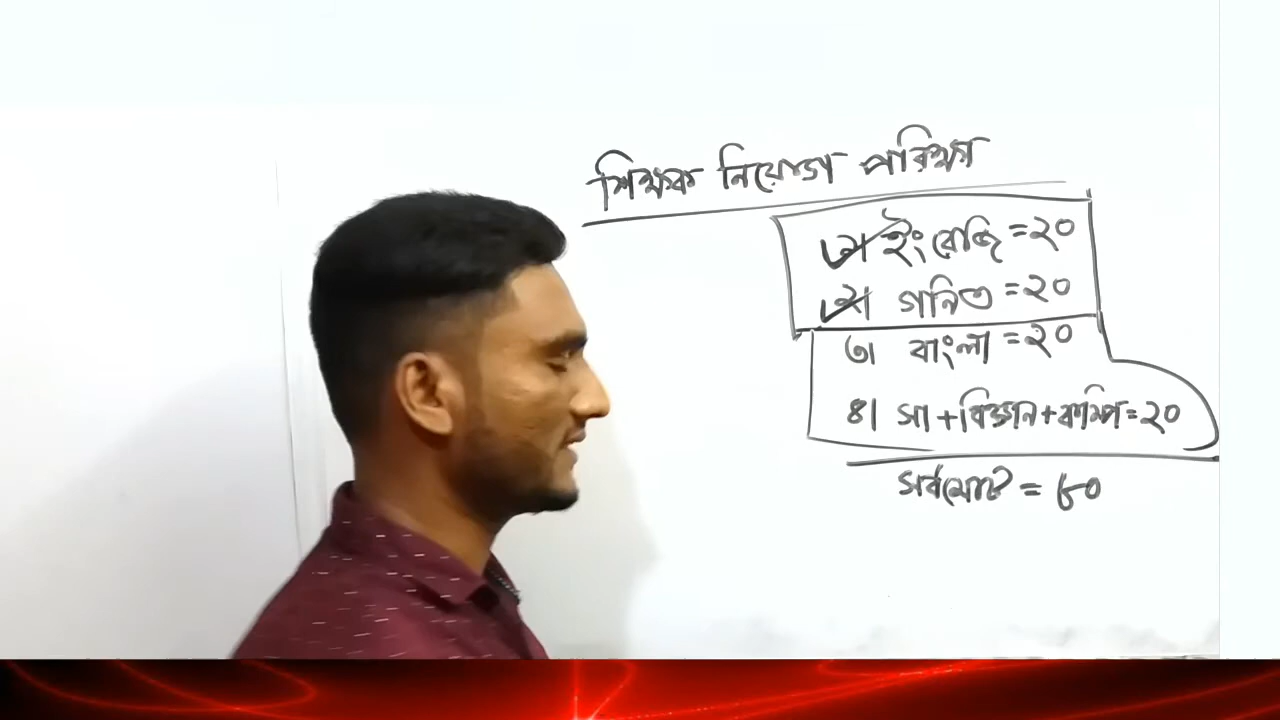 শিক্ষক নিয়োগ পরিক্ষা
১। ইংরেজি = ২০
২। গনিত = ২০
৩। বাংলা = ২০
৪। সা + বিজ্ঞান + কম্পি = ২০
সর্বমোট = ৮০